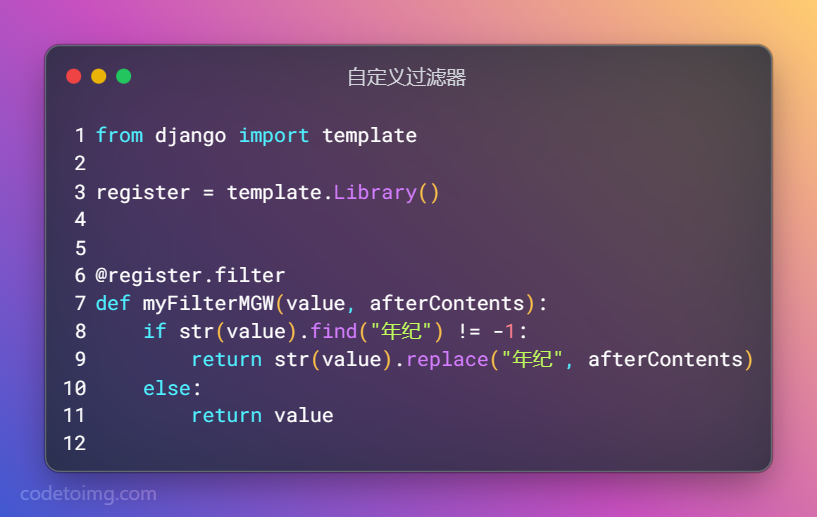 自定义过滤器
1 from django import template
2
3 register = template.Library()
4
5
6 @register.filter
7 def myFilterMGW(value, afterContents):
8     if str(value).find("年纪") != -1:
9         return str(value).replace("年纪", afterContents)
10     else:
11         return value
12
codetoimg.com